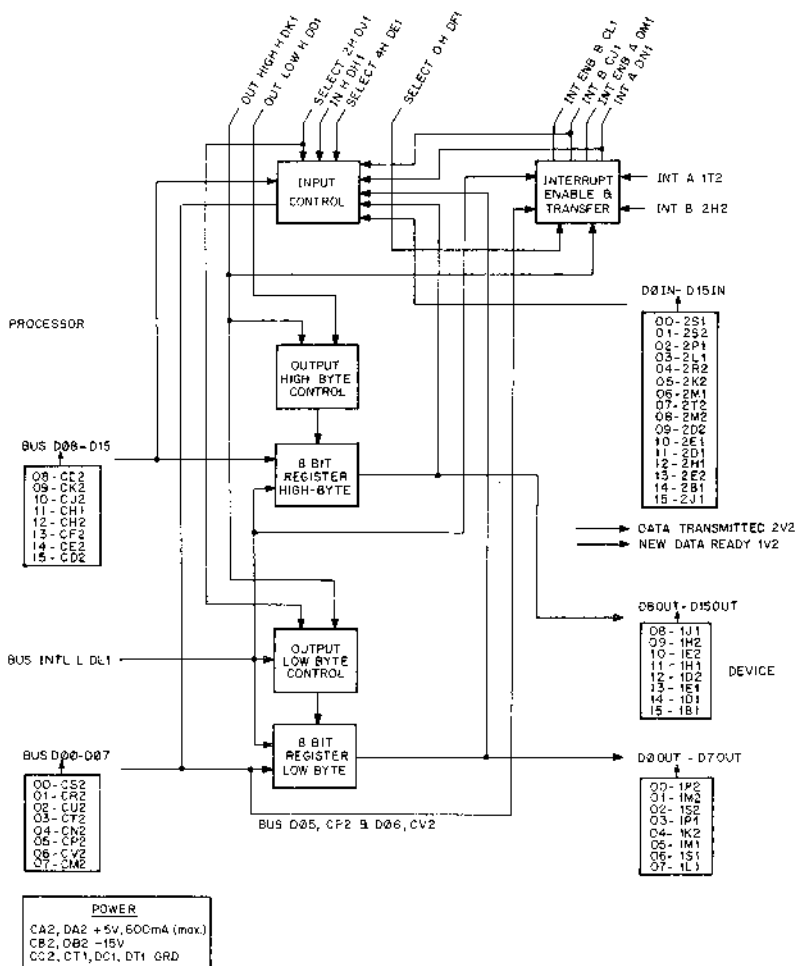 OUT HIGH H DK1
OUT LOW H DD1
SELECT 2H DJ1
IN H DH1
SELECT 4H DE1
SELECT 0 H DF1
INT ENB B CL1
INT B CJ1
INT ENB A DM1
INT A DN1
INPUT
CONTROL
INTERRUPT
ENABLE &
TRANSFER
INT A 1T2
INT B 2H2
PROCESSOR
OUTPUT
HIGH BYTE
CONTROL
8 BIT
REGISTER
HIGH-BYTE
BUS D08-D15
09 - CK2
10 - CJ2
11 - CH1
12 - CH2
13 - CF2
14 - CE2
15 - CD2
D0IN-D15IN
00-2S1
01-2S2
02-2P1
03-2L1
04-2R2
05-2K2
06-2M1
07-2T2
08-2M2
09-2D2
10-2E1
11-2D1
12-2H1
13-2E2
14-2B1
15-2J1
DATA TRANSMITTED 2V2
NEW DATA READY 1V2
OUTPUT
LOW BYTE
CONTROL
BUS INTL L
8 BIT
REGISTER
LOW BYTE
D8OUT-D15OUT
08-1J1
09-1H2
10-1E2
11-1H1
12-1D2
13-1E1
14-1D1
15-1B1
DEVICE
BUS D00-D07
00-CS2
01-CR2
02-CU2
03-CT2
04-CN2
05-CP2
06-CV2
07-CM2
BUS D05, CP2 & D06, CV2
D0OUT-D7OUT
00-1R2
01-1M2
02-1S2
03-1P1
04-1K2
05-1M1
06-1S1
07-1L1
POWER
CA2, DA2 +5V, 600mA (max.)
CB2, DB2 -15V
CC2, CT1, DC1, DT1 GRD